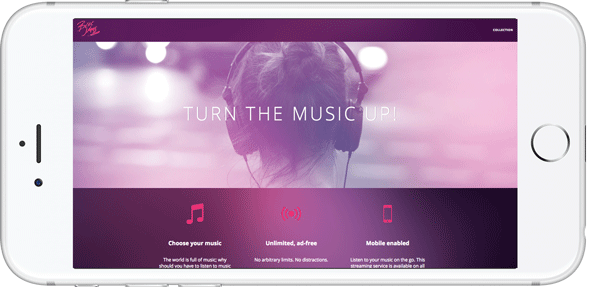 COLLECTION
TURN THE MUSIC UP!
Choose your music
Unlimited, ad-free
Mobile enabled
The world is full of music; why
should you have to listen to music
No arbitrary limits. No distractions.
Listen to your music on the go. This
streaming service is available on all